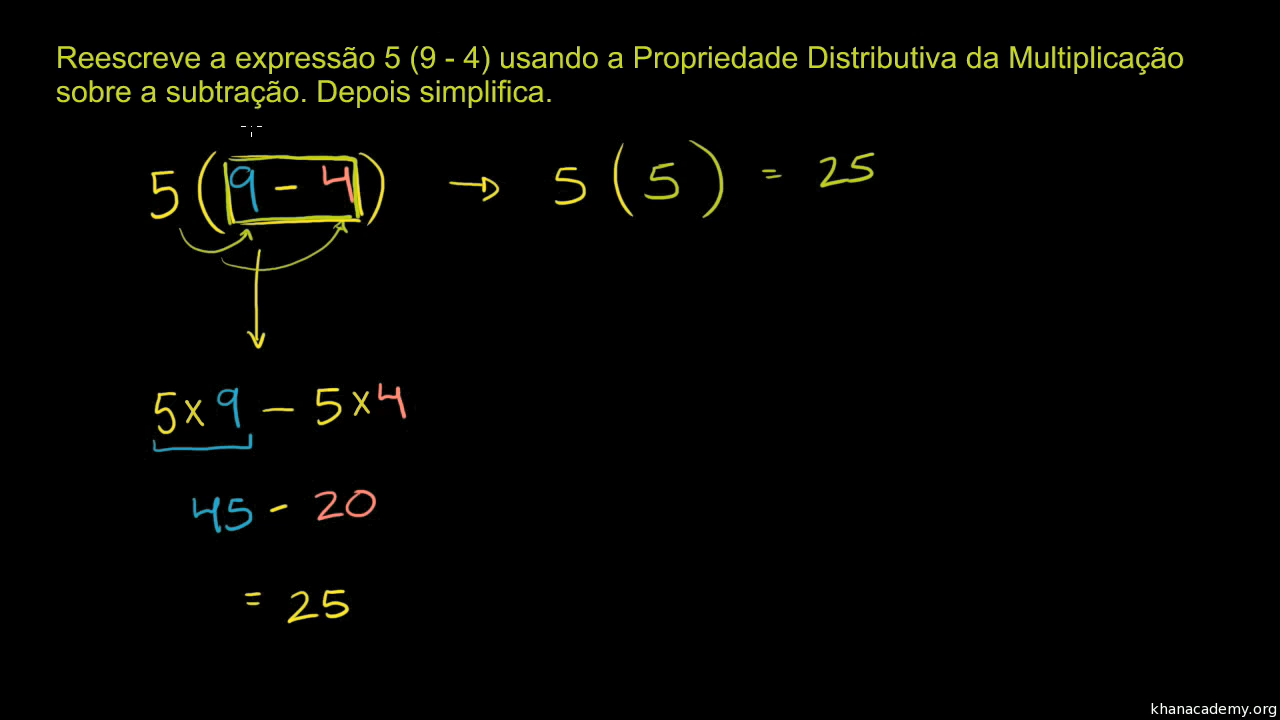 Reescreve a expressão 5 (9 - 4) usando a Propriedade Distributiva da Multiplicação
sobre a subtração. Depois simplifica.
5(9 - 4) → 5(5) = 25
5x9 - 5x4
45 - 20
= 25
khanacademy.org